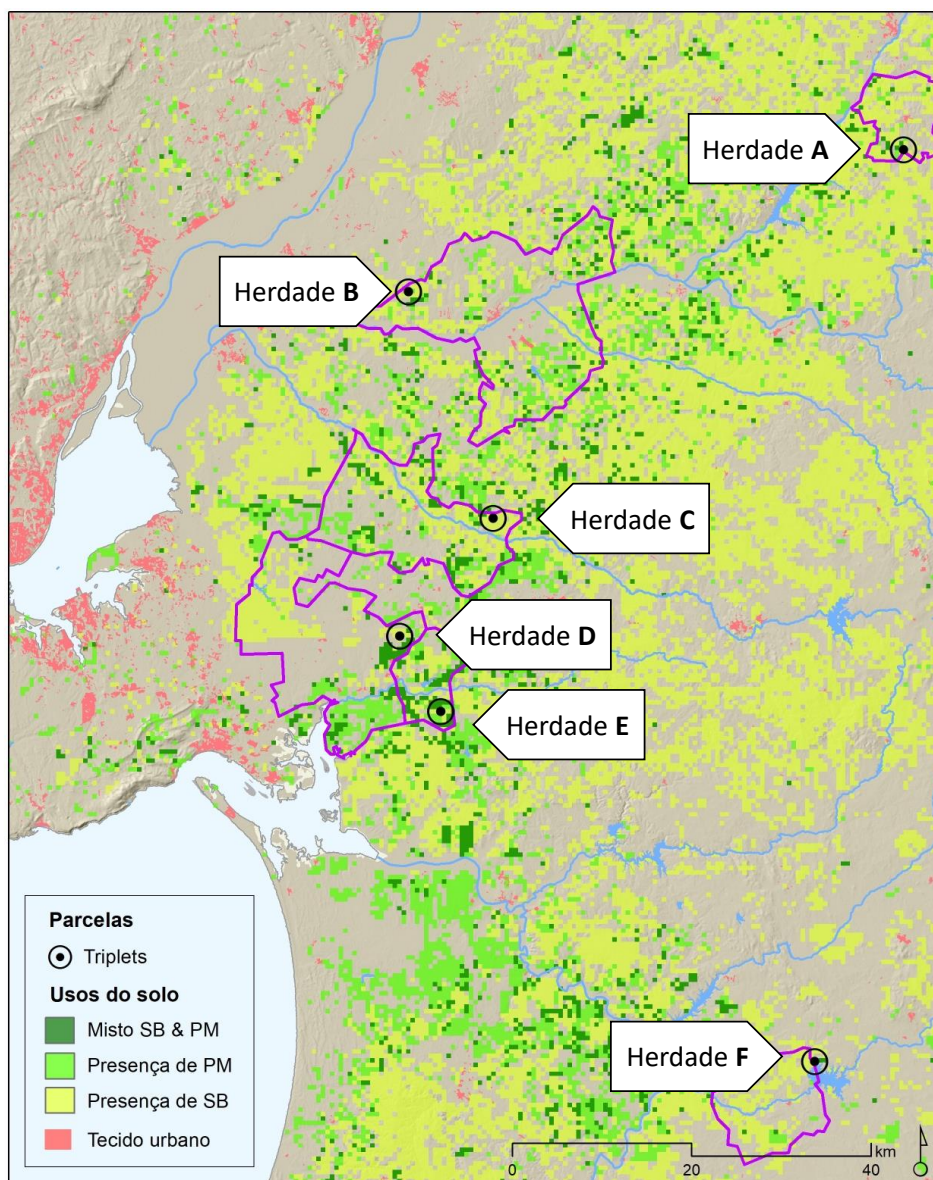 Herdade A
Herdade B
Herdade C
Herdade D
Herdade E
Herdade F
Parcelas
Triplets
Usos do solo
Misto SB & PM
Presença de PM
Presença de SB
Tecido urbano
km
0 20 40